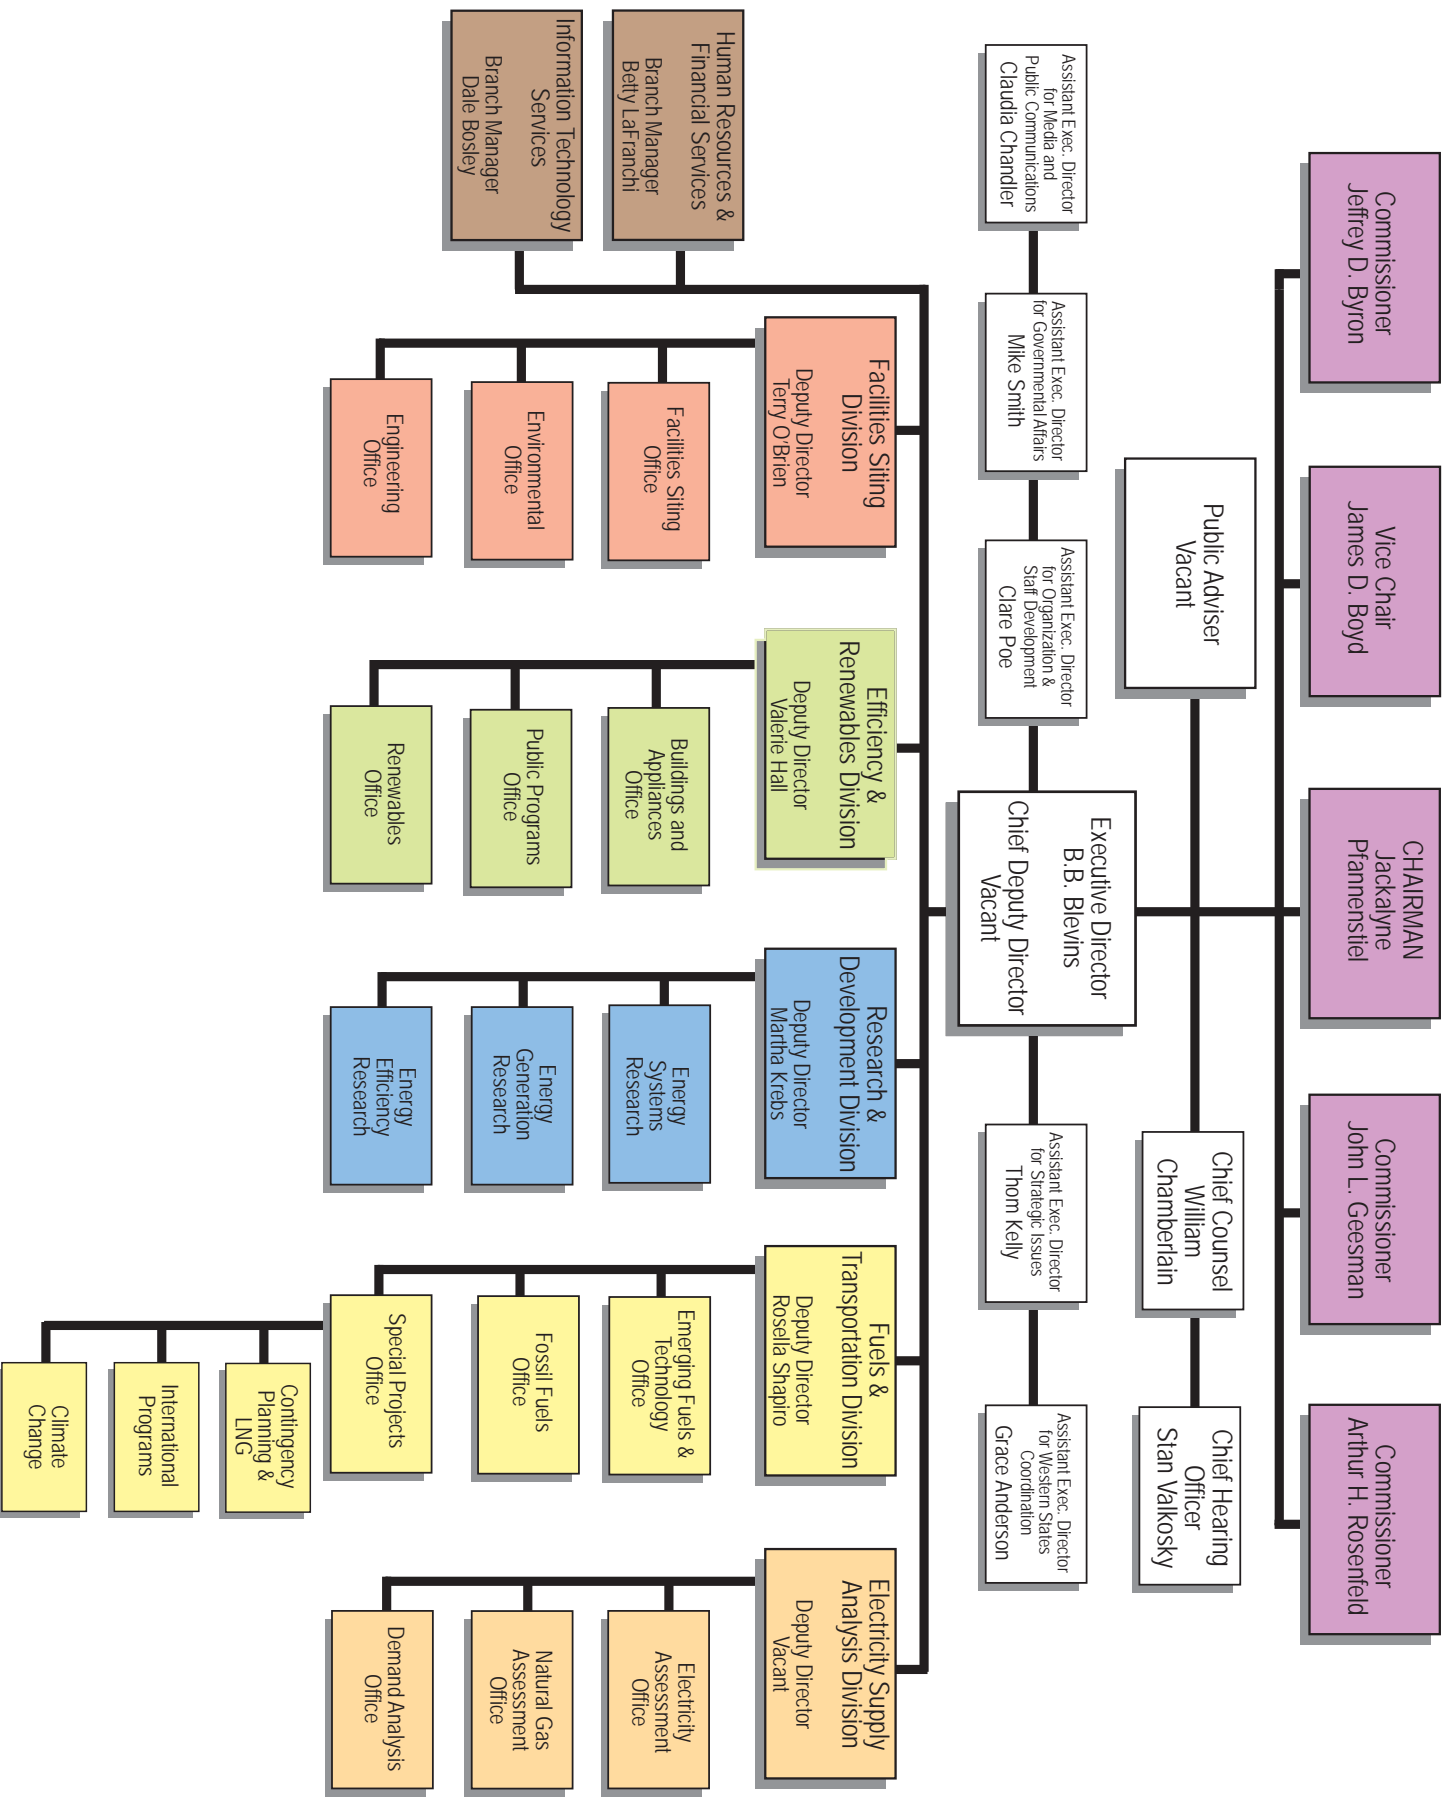 Commissioner
Jeffrey D. Byron
Vice Chair
James D. Boyd
CHAIRMAN
Jackalyne
Pfannenstiel
Commissioner
John L. Geesman
Commissioner
Arthur H. Rosenfeld
Public Adviser
Vacant
Chief Counsel
William
Chamberlain
Chief Hearing
Officer
Stan Valkosky
Executive Director
B.B. Blevins
Chief Deputy Director
Vacant
Assistant Exec. Director
for Media and
Public Communications
Claudia Chandler
Assistant Exec. Director
for Governmental Affairs
Mike Smith
Assistant Exec. Director
for Organization &
Staff Development
Clare Poe
Assistant Exec. Director
for Strategic Issues
Thom Kelly
Assistant Exec. Director
for Western States
Coordination
Grace Anderson
Human Resources &
Financial Services
Branch Manager
Betty LaFranchi
Information Technology
Services
Branch Manager
Dale Bosley
Facilities Siting
Division
Deputy Director
Terry O'Brien
Facilities Siting
Office
Environmental
Office
Engineering
Office
Efficiency &
Renewables Division
Deputy Director
Valerie Hall
Buildings and
Appliances
Office
Public Programs
Office
Renewables
Office
Research &
Development Division
Deputy Director
Martha Krebs
Energy
Systems
Research
Energy
Generation
Research
Energy
Efficiency
Research
Fuels &
Transportation Division
Deputy Director
Rosella Shapiro
Emerging Fuels &
Technology
Office
Fossil Fuels
Office
Special Projects
Office
Contingency
Planning &
LNG
International
Programs
Climate
Change
Electricity Supply
Analysis Division
Deputy Director
Vacant
Electricity
Assessment
Office
Natural Gas
Assessment
Office
Demand Analysis
Office